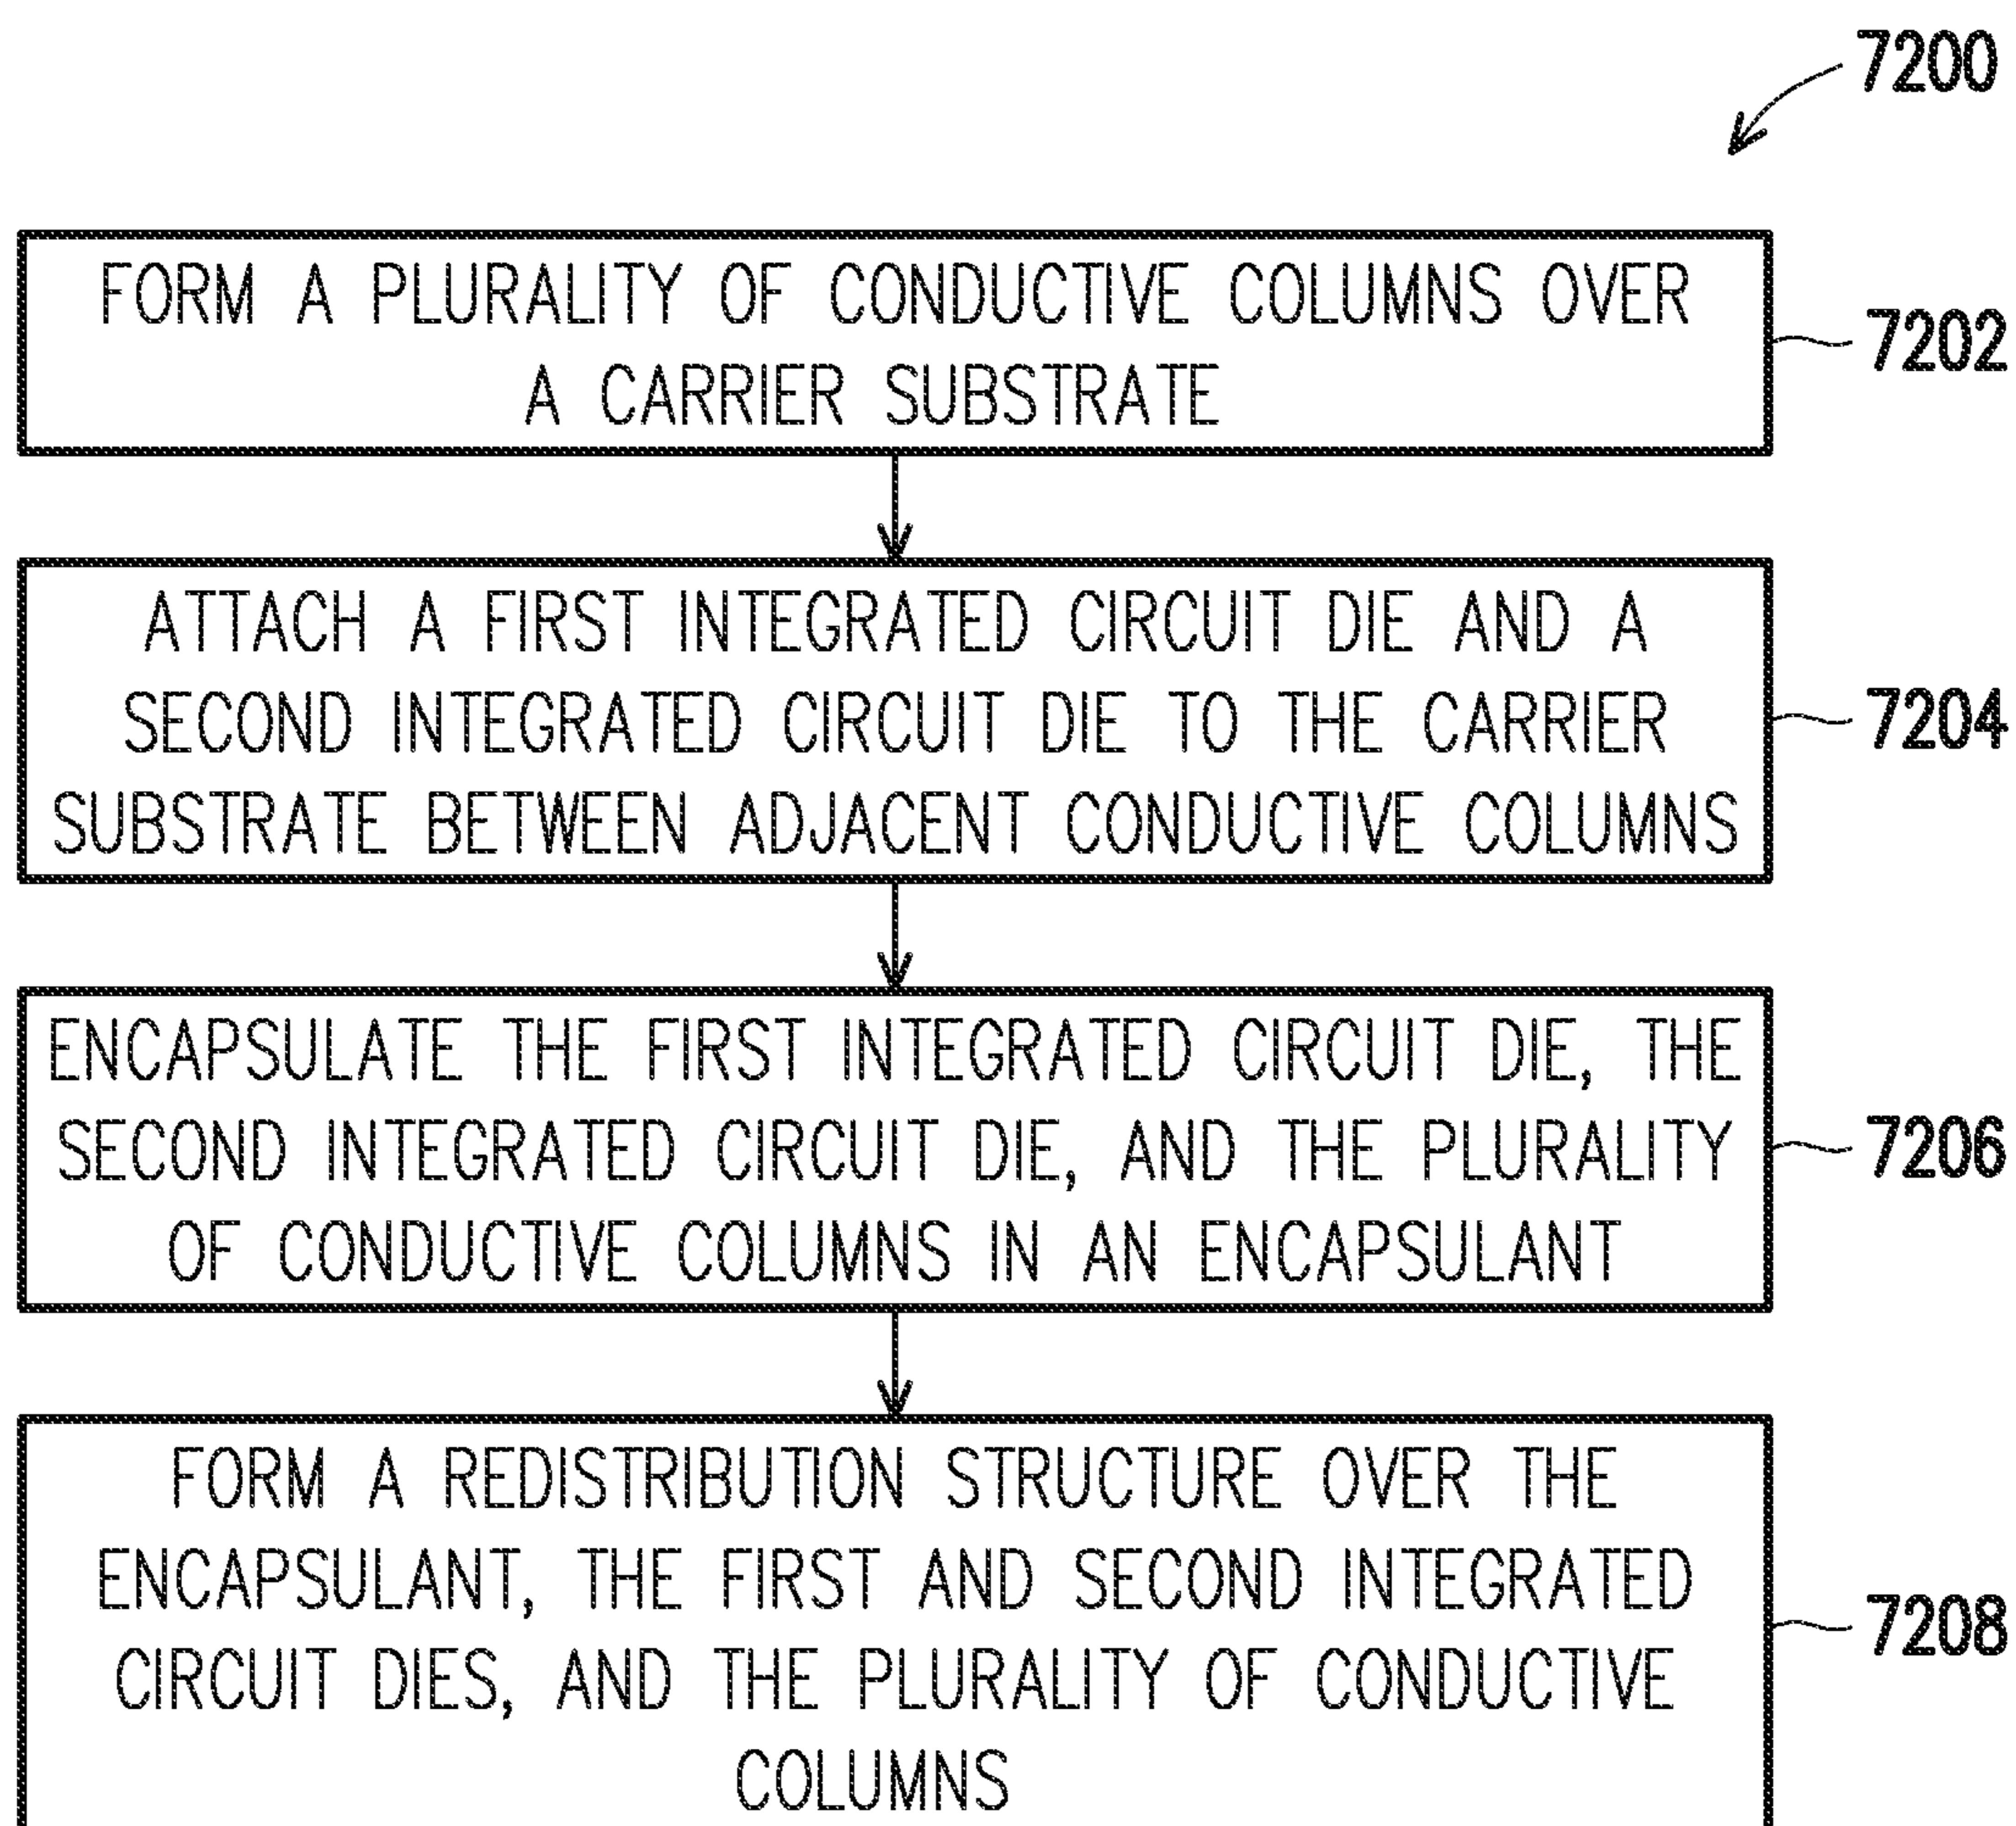 7200
FORM A PLURALITY OF CONDUCTIVE COLUMNS OVER
A CARRIER SUBSTRATE
7202
ATTACH A FIRST INTEGRATED CIRCUIT DIE AND A
SECOND INTEGRATED CIRCUIT DIE TO THE CARRIER
SUBSTRATE BETWEEN ADJACENT CONDUCTIVE COLUMNS
7204
ENCAPSULATE THE FIRST INTEGRATED CIRCUIT DIE, THE
SECOND INTEGRATED CIRCUIT DIE, AND THE PLURALITY
OF CONDUCTIVE COLUMNS IN AN ENCAPSULANT
7206
FORM A REDISTRIBUTION STRUCTURE OVER THE
ENCAPSULANT, THE FIRST AND SECOND INTEGRATED
CIRCUIT DIES, AND THE PLURALITY OF CONDUCTIVE
COLUMNS
7208